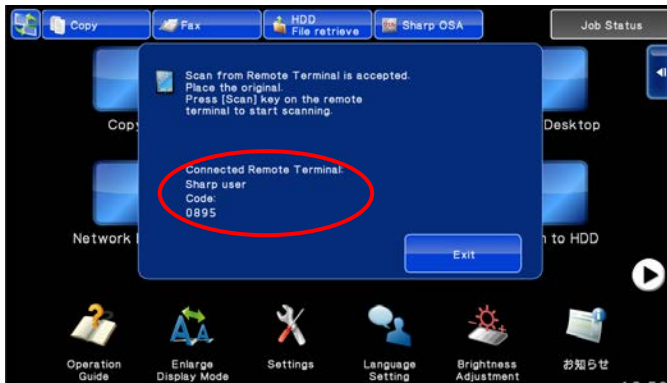 Copy
Fax
HDD
File retrieve
Sharp OSA
Job Status
Scan from Remote Terminal is accepted.
Place the original.
Press [Scan] key on the remote
terminal to start scanning.
Connected Remote Terminal:
Sharp user
Code:
0895
Exit
Copy
Desktop
Network
to HDD
Operation
Guide
Enlarge
Display Mode
Settings
Language
Setting
Brightness
Adjustment
お知らせ